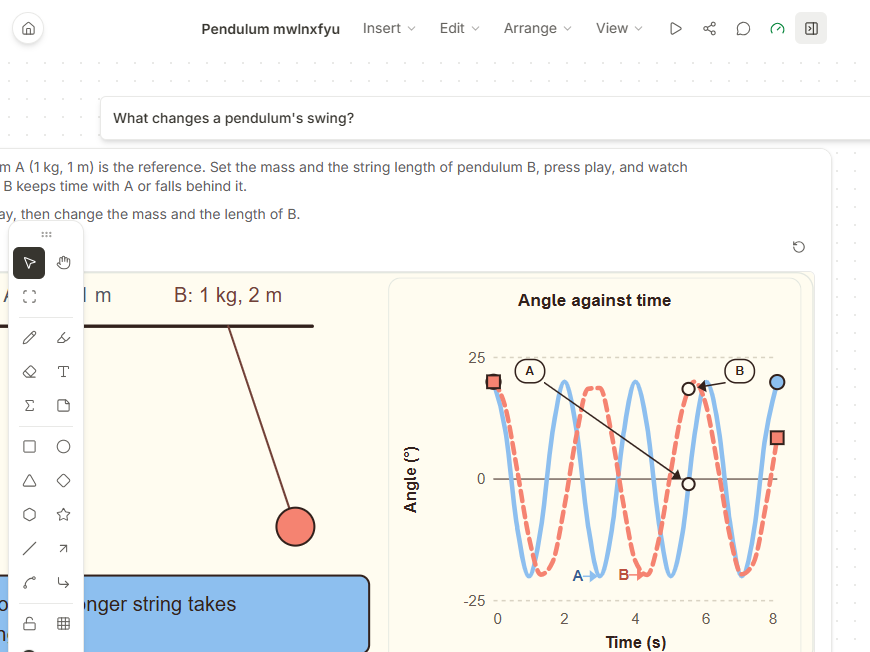 Pendulum mwlnxfyu Insert Edit Arrange View
What changes a pendulum's swing?
m A (1 kg, 1 m) is the reference. Set the mass and the string length of pendulum B, press play, and watch
B keeps time with A or falls behind it.
ay, then change the mass and the length of B.
1 m B: 1 kg, 2 m
Angle against time
25
A
B
0
Angle (°)
A
B
-25
0 2 4 6 8
Time (s)
onger string takes